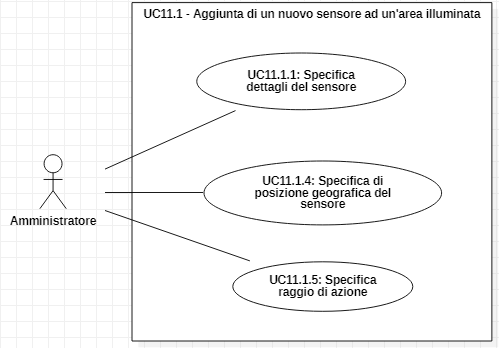 UC11.1 - Aggiunta di un nuovo sensore ad un'area illuminata
UC11.1.1: Specifica
dettagli del sensore
UC11.1.4: Specifica di
posizione geografica del
sensore
Amministratore
UC11.1.5: Specifica
raggio di azione